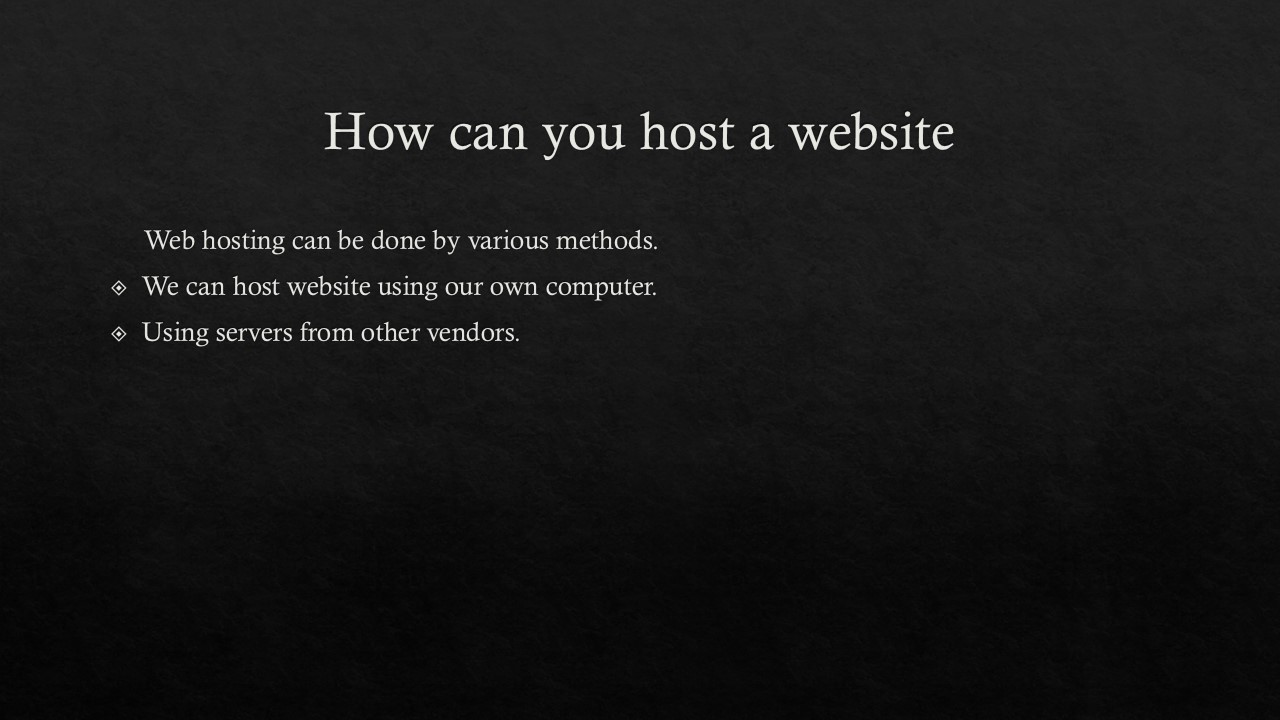 How can you host a website
Web hosting can be done by various methods.
We can host website using our own computer.
Using servers from other vendors.